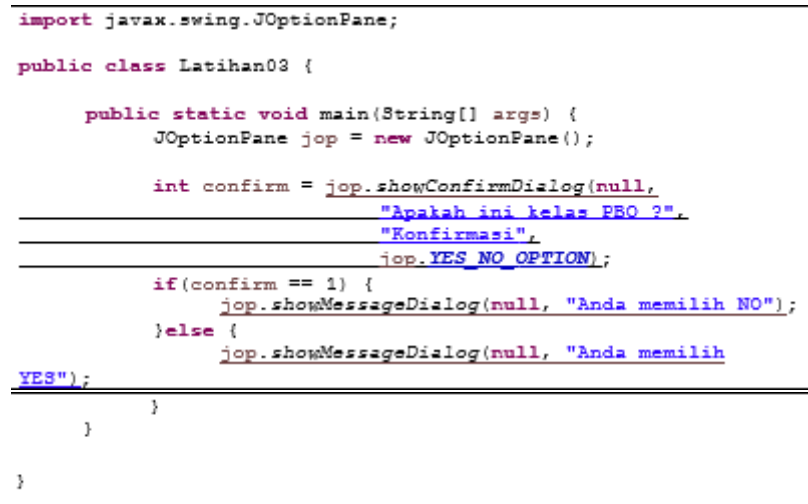 import javax.swing.JOptionPane;
public class Latihan03 {
public static void main(String[] args) {
JOptionPane jop = new JOptionPane();
int confirm = jop.showConfirmDialog(null,
"Apakah ini kelas PBO ?",
"Konfirmasi",
jop.YES_NO_OPTION);
if(confirm == 1) {
jop.showMessageDialog(null, "Anda memilih NO");
}else {
jop.showMessageDialog(null, "Anda memilih
YES");
}
}
}